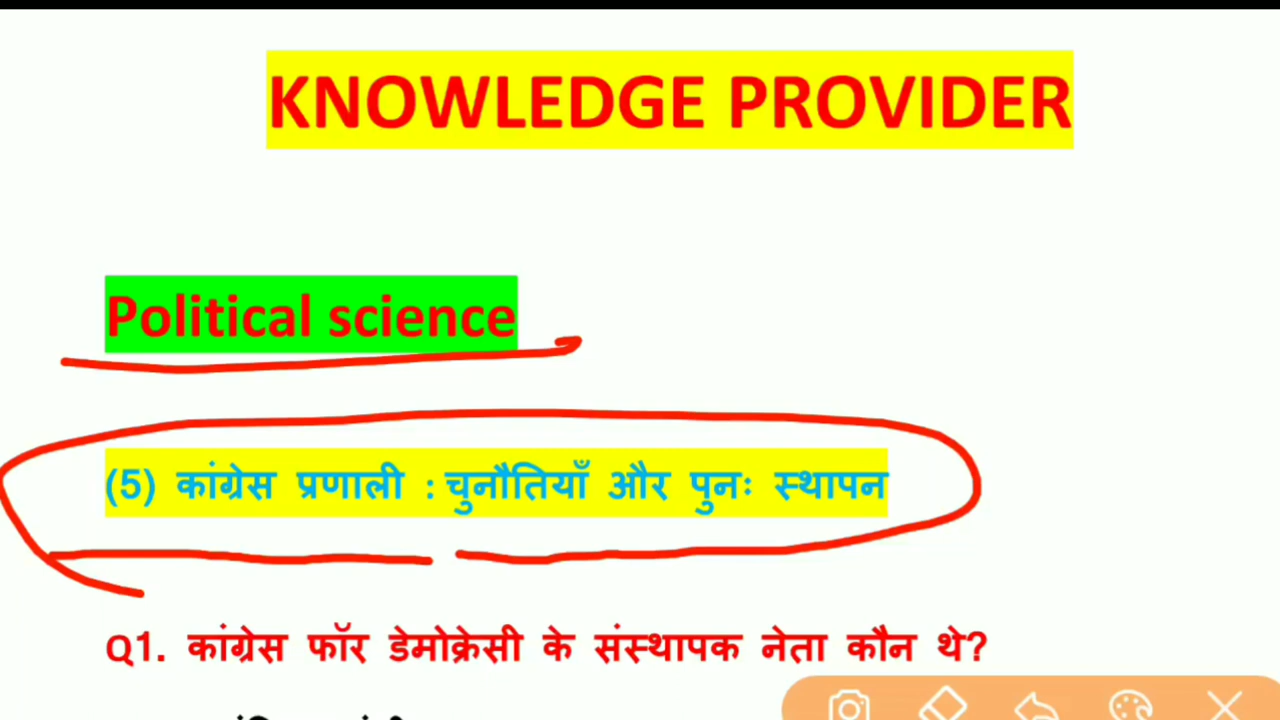 KNOWLEDGE PROVIDER
Political science
(5) कांग्रेस प्रणाली : चुनौतियाँ और पुनः स्थापन
Q1. कांग्रेस फॉर डेमोक्रेसी के संस्थापक नेता कौन थे?